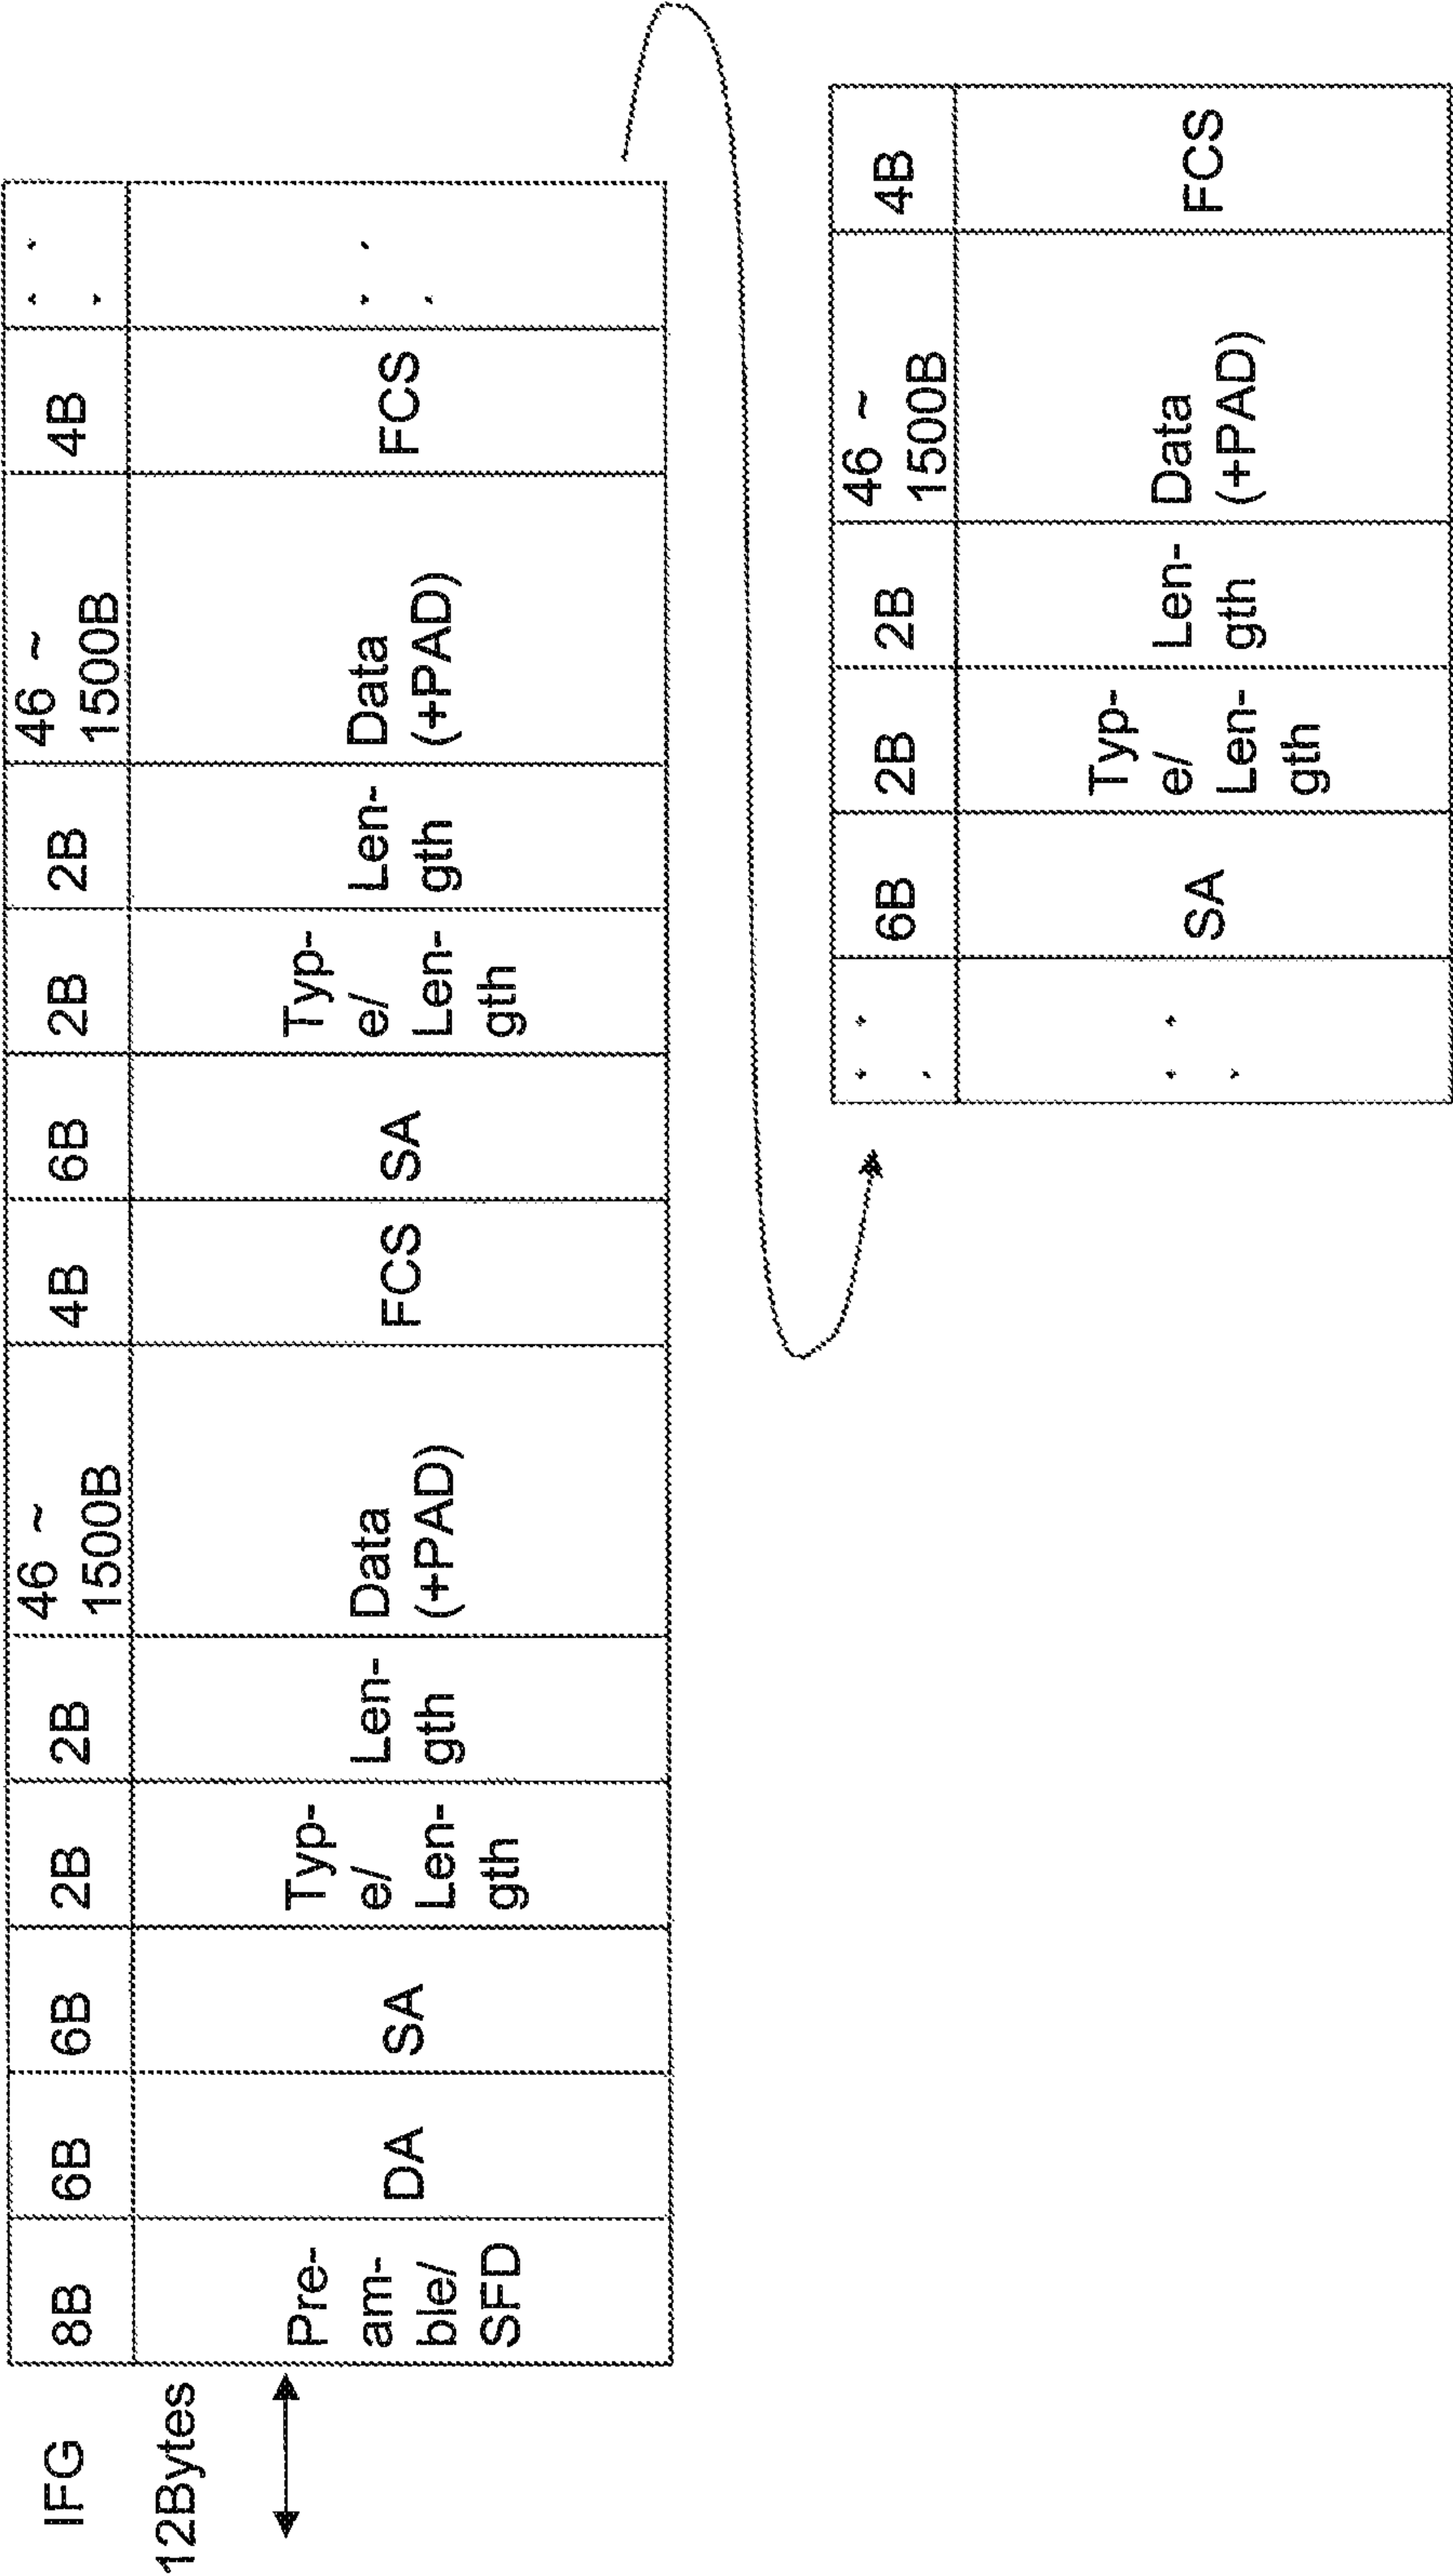 IFG
12Bytes
8B 6B 6B 2B 2B 46 ~ 4B 6B 2B 2B 46 ~ 4B . .
1500B 1500B .
Pre- DA SA Typ- Len- Data FCS SA Typ- Len- Data FCS . .
am- e/ gth (+PAD) e/ gth (+PAD) .
ble/ Len- Len-
SFD gth gth
. . 6B 2B 2B 46 ~ 4B
. 1500B
. . SA Typ- Len- Data FCS
. e/ gth (+PAD)
Len-
gth